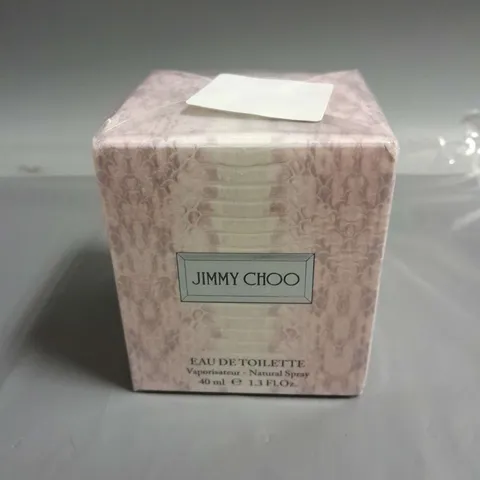 JIMMY CHOO
EAU DE TOILETTE
Vaporisateur - Natural Spray
40 ml ℮ 1.3 Fl.Oz.